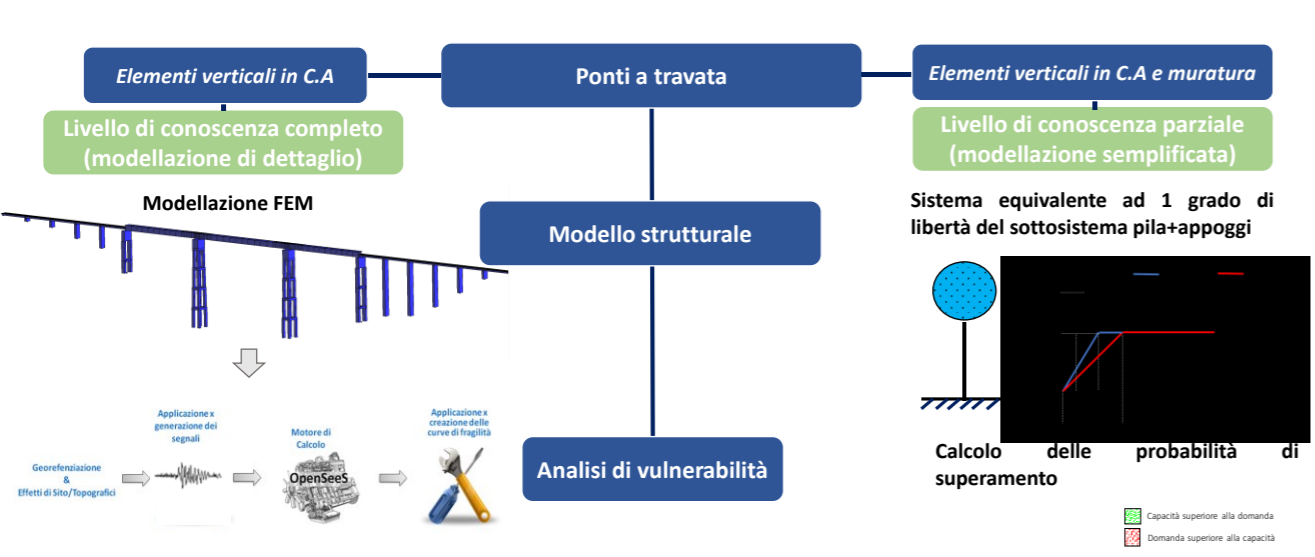 Elementi verticali in C.A
Ponti a travata
Elementi verticali in C.A e muratura
Livello di conoscenza completo
(modellazione di dettaglio)
Livello di conoscenza parziale
(modellazione semplificata)
Modellazione FEM
Modello strutturale
Sistema equivalente ad 1 grado di
libertà del sottosistema pila+appoggi
Applicazione x
generazione dei
segnali
Motore di
Calcolo
Applicazione x
creazione delle
curve di fragilità
Georefenziazione
&
Effetti di Sito/Topografici
OpenSeeS
Analisi di vulnerabilità
Calcolo delle probabilità di
superamento
Capacità superiore alla domanda
Domanda superiore alla capacità